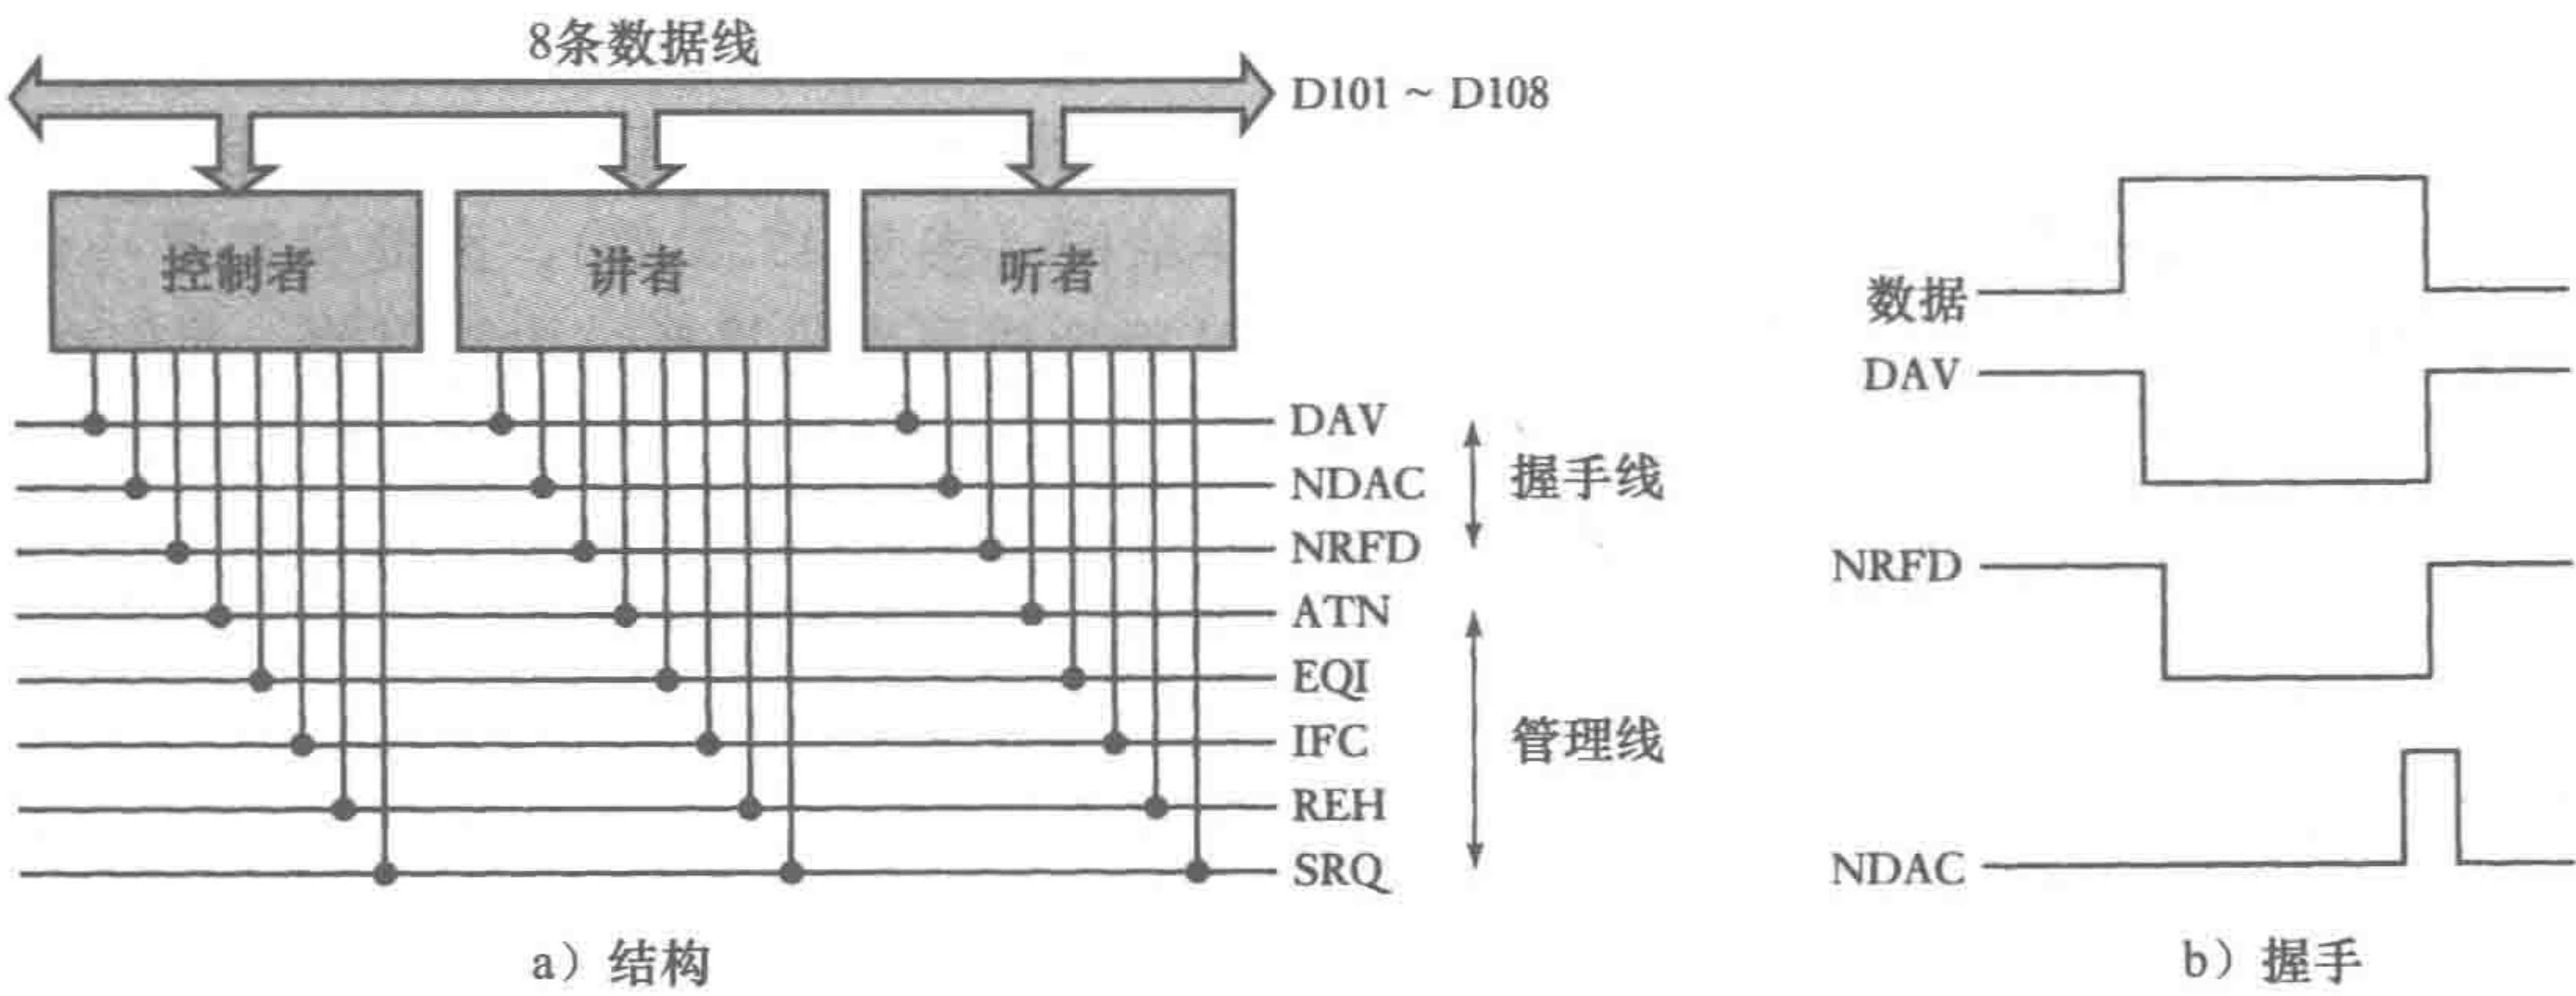 8条数据线
D101 ~ D108
控制者
讲者
听者
DAV
NDAC
握手线
NRFD
ATN
EQI
IFC
管理线
REH
SRQ
a）结构
数据
DAV
NRFD
NDAC
b）握手